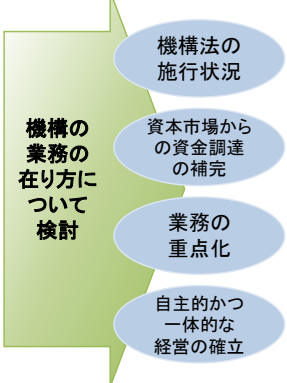 機構の
業務の
在り方に
ついて
検討
機構法の
施行状況
資本市場から
の資金調達
の補完
業務の
重点化
自主的かつ
一体的な
経営の確立